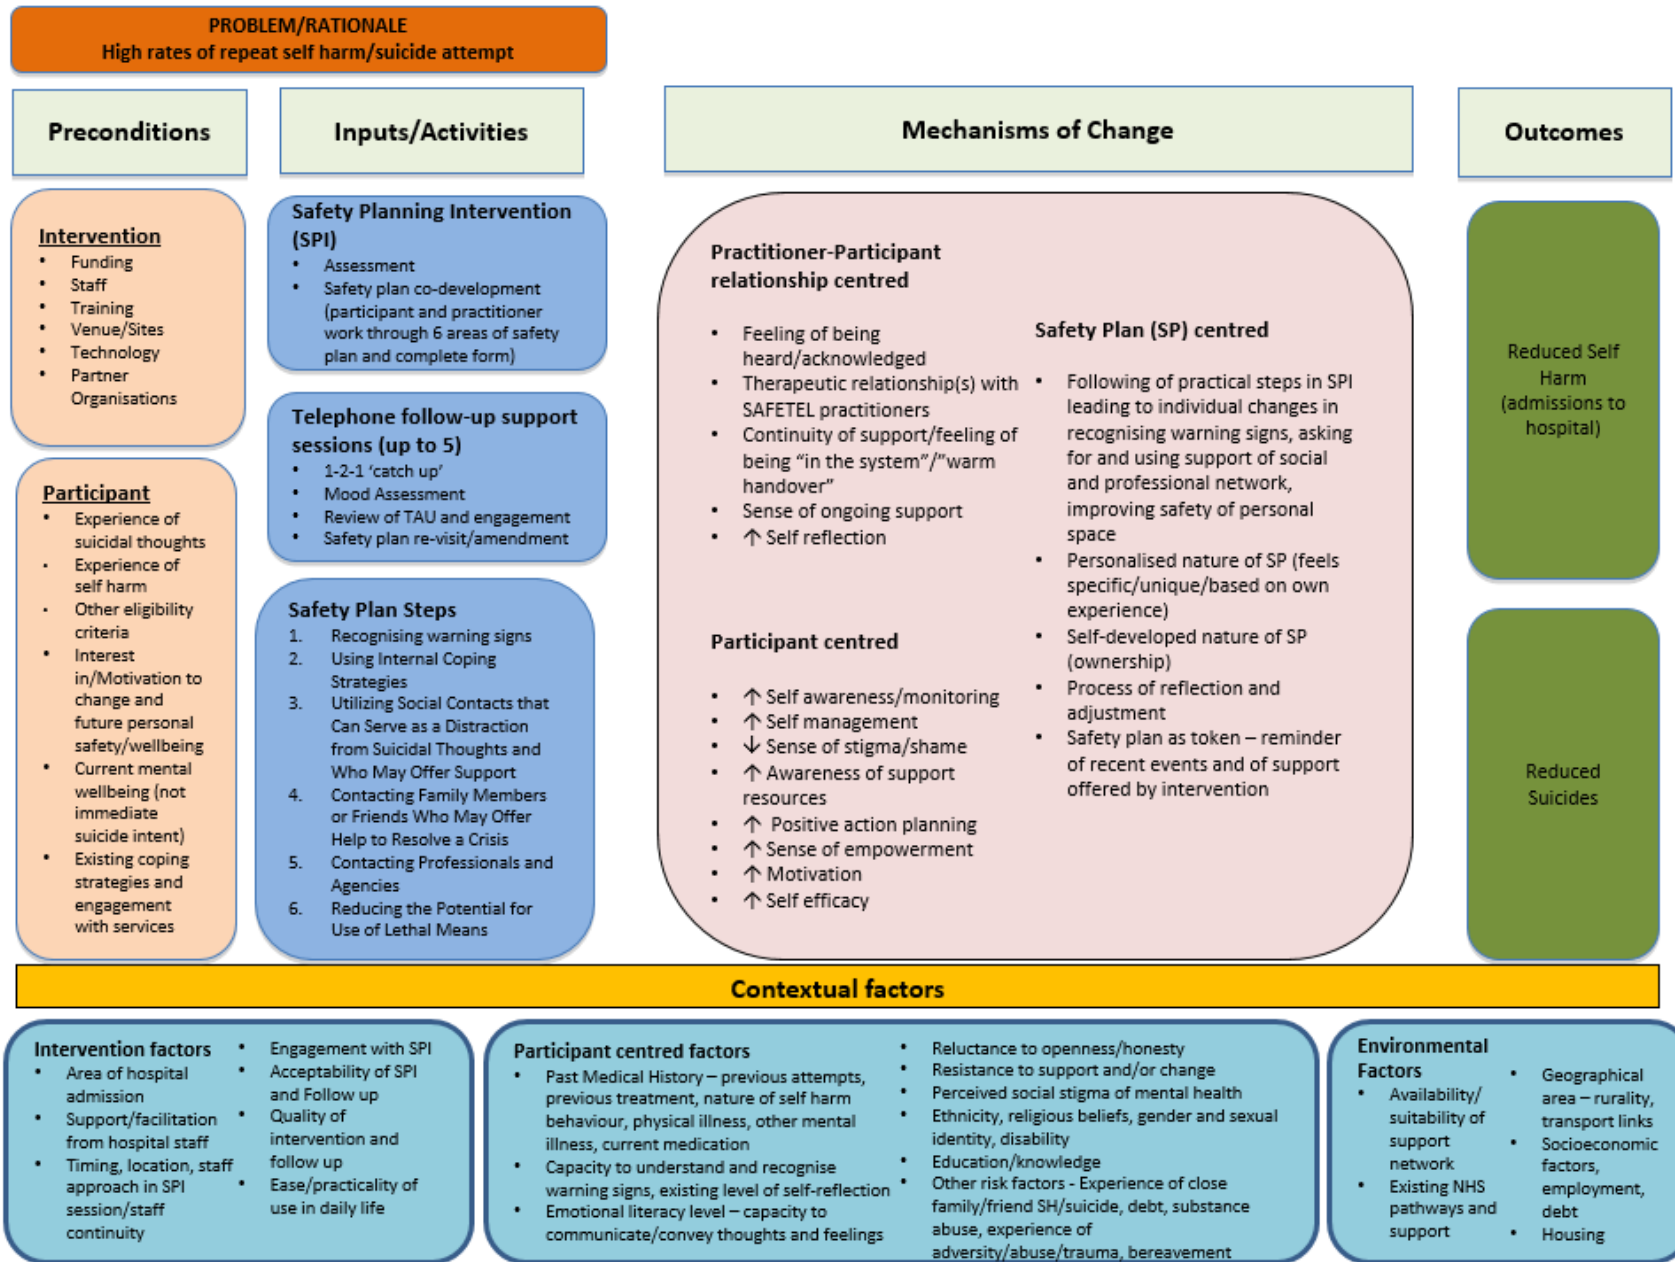 PROBLEM/RATIONALE
High rates of repeat self harm/suicide attempt
Preconditions
Inputs/Activities
Mechanisms of Change
Outcomes
Intervention
• Funding
• Staff
• Training
• Venue/Sites
• Technology
• Partner
Organisations
Participant
• Experience of
suicidal thoughts
• Experience of
self harm
• Other eligibility
criteria
• Interest
in/Motivation to
change and
future personal
safety/wellbeing
• Current mental
wellbeing (not
immediate
suicide intent)
• Existing coping
strategies and
engagement
with services
Safety Planning Intervention
(SPI)
• Assessment
• Safety plan co-development
(participant and practitioner
work through 6 areas of safety
plan and complete form)
Telephone follow-up support
sessions (up to 5)
• 1-2-1 ‘catch up’
• Mood Assessment
• Review of TAU and engagement
• Safety plan re-visit/amendment
Safety Plan Steps
1. Recognising warning signs
2. Using Internal Coping
Strategies
3. Utilizing Social Contacts that
Can Serve as a Distraction
from Suicidal Thoughts and
Who May Offer Support
4. Contacting Family Members
or Friends Who May Offer
Help to Resolve a Crisis
5. Contacting Professionals and
Agencies
6. Reducing the Potential for
Use of Lethal Means
Practitioner-Participant
relationship centred
• Feeling of being
heard/acknowledged
• Therapeutic relationship(s) with
SAFETEL practitioners
• Continuity of support/feeling of
being “in the system”/”warm
handover”
• Sense of ongoing support
• ↑ Self reflection
Participant centred
• ↑ Self awareness/monitoring
• ↑ Self management
• ↓ Sense of stigma/shame
• ↑ Awareness of support
resources
• ↑ Positive action planning
• ↑ Sense of empowerment
• ↑ Motivation
• ↑ Self efficacy
Safety Plan (SP) centred
• Following of practical steps in SPI
leading to individual changes in
recognising warning signs, asking
for and using support of social
and professional network,
improving safety of personal
space
• Personalised nature of SP (feels
specific/unique/based on own
experience)
• Self-developed nature of SP
(ownership)
• Process of reflection and
adjustment
• Safety plan as token – reminder
of recent events and of support
offered by intervention
Reduced Self
Harm
(admissions to
hospital)
Reduced
Suicides
Contextual factors
Intervention factors
• Area of hospital
admission
• Support/facilitation
from hospital staff
• Timing, location, staff
approach in SPI
session/staff
continuity
• Engagement with SPI
• Acceptability of SPI
and Follow up
• Quality of
intervention and
follow up
• Ease/practicality of
use in daily life
Participant centred factors
• Past Medical History – previous attempts,
previous treatment, nature of self harm
behaviour, physical illness, other mental
illness, current medication
• Capacity to understand and recognise
warning signs, existing level of self-reflection
• Emotional literacy level – capacity to
communicate/convey thoughts and feelings
• Reluctance to openness/honesty
• Resistance to support and/or change
• Perceived social stigma of mental health
• Ethnicity, religious beliefs, gender and sexual
identity, disability
• Education/knowledge
• Other risk factors - Experience of close
family/friend SH/suicide, debt, substance
abuse, experience of
adversity/abuse/trauma, bereavement
Environmental
Factors
• Availability/
suitability of
support
network
• Existing NHS
pathways and
support
• Geographical
area – rurality,
transport links
• Socioeconomic
factors,
employment,
debt
• Housing